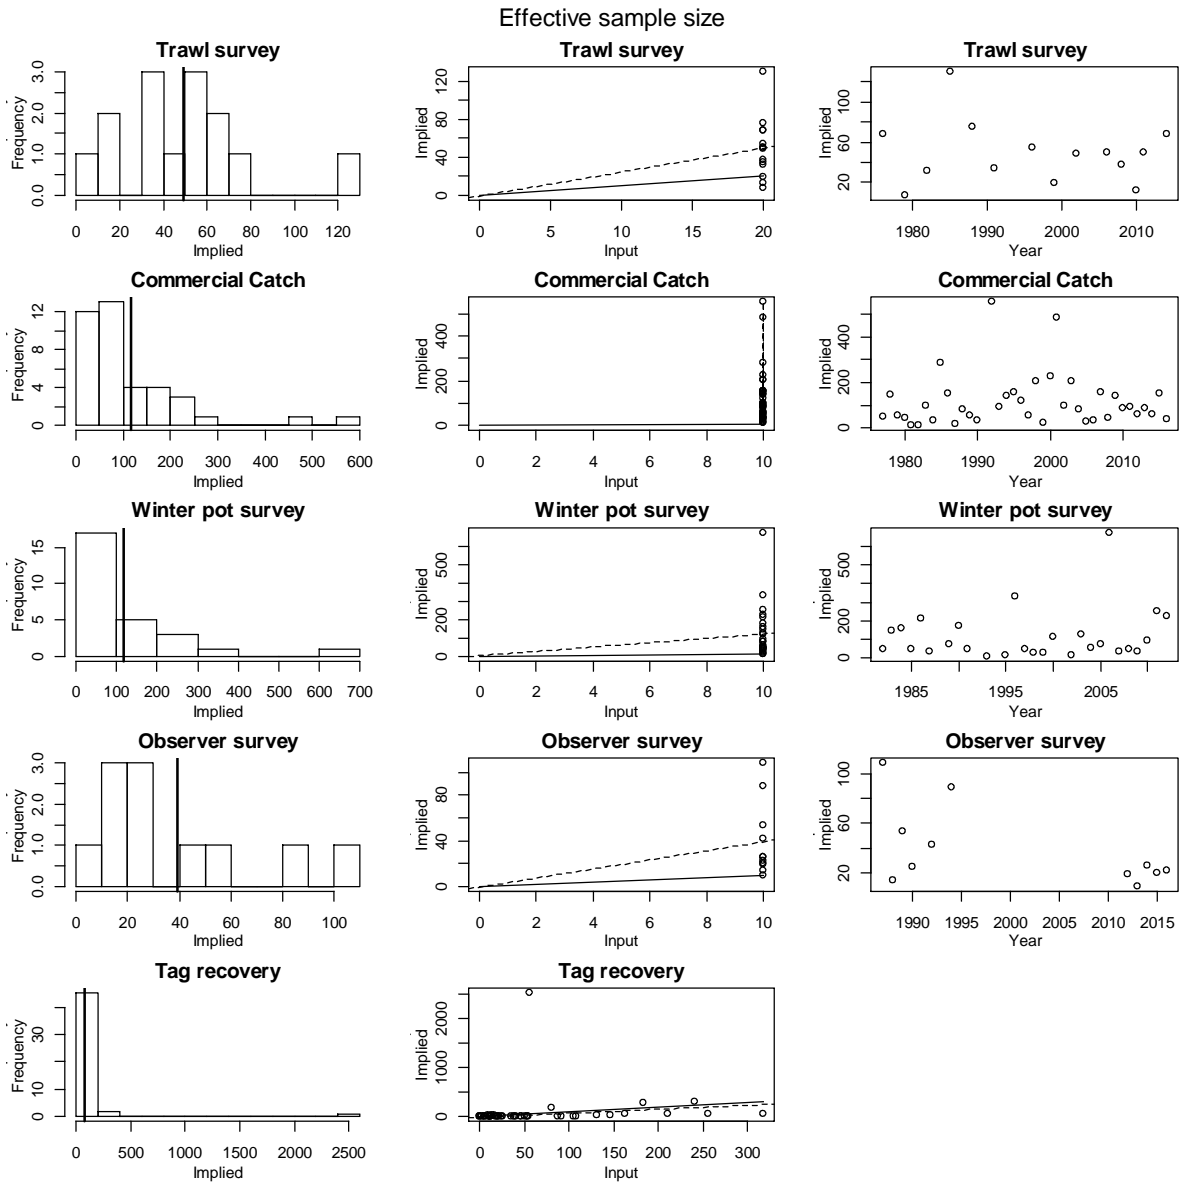 Effective sample size
Trawl survey
Frequency
0.0 1.0 2.0 3.0
0 20 40 60 80 100 120
Implied
Trawl survey
Implied
0 40 80 120
0 5 10 15 20
Input
Trawl survey
Implied
20 60 100
1980 1990 2000 2010
Year
Commercial Catch
Frequency
0 4 8 12
0 100 200 300 400 500 600
Implied
Commercial Catch
Implied
0 200 400
0 2 4 6 8 10
Input
Commercial Catch
Implied
0 200 400
1980 1990 2000 2010
Year
Winter pot survey
Frequency
0 5 10 15
0 100 200 300 400 500 600 700
Implied
Winter pot survey
Implied
0 200 500
0 2 4 6 8 10
Input
Winter pot survey
Implied
0 200 500
1985 1995 2005
Year
Observer survey
Frequency
0.0 1.0 2.0 3.0
0 20 40 60 80 100
Implied
Observer survey
Implied
0 40 80
0 2 4 6 8 10
Input
Observer survey
Implied
20 60 100
1990 1995 2000 2005 2010 2015
Year
Tag recovery
Frequency
0 10 30
0 500 1000 1500 2000 2500
Implied
Tag recovery
Implied
0 1000 2000
0 50 100 150 200 250 300
Input